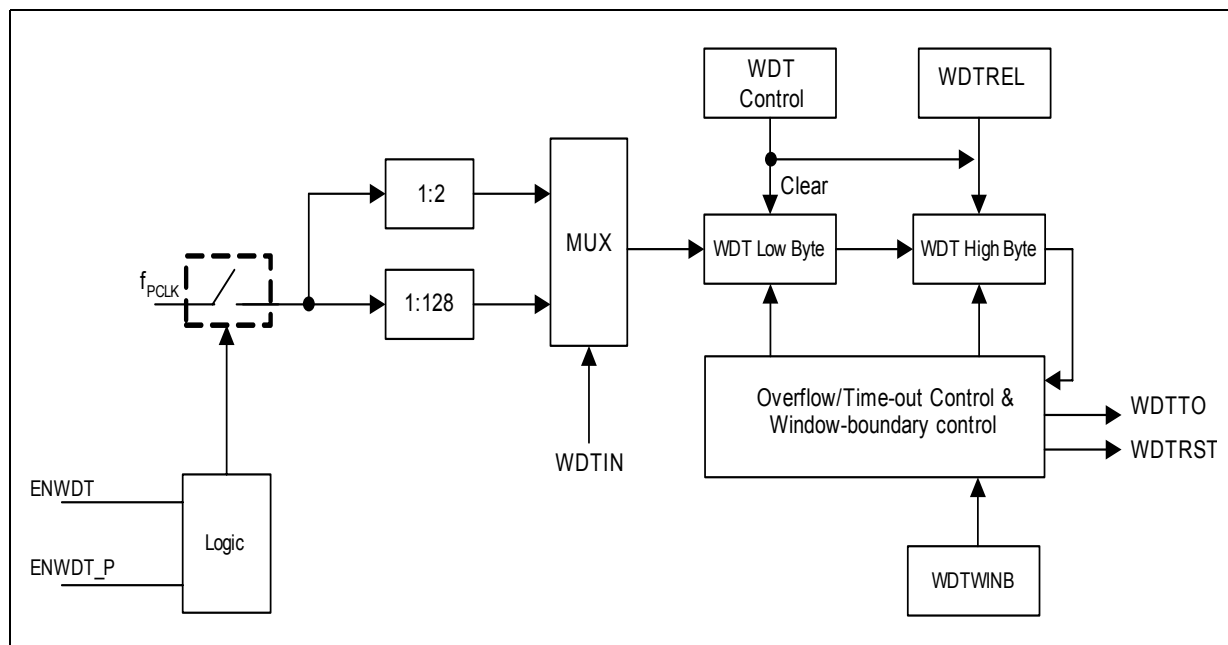 WDT
Control
WDTREL
1:2
Clear
MUX
WDT Low Byte
WDT High Byte
fPCLK
1:128
Overflow/Time-out Control &
Window-boundary control
WDTTO
WDTRST
WDTIN
ENWDT
Logic
ENWDT_P
WDTWINB